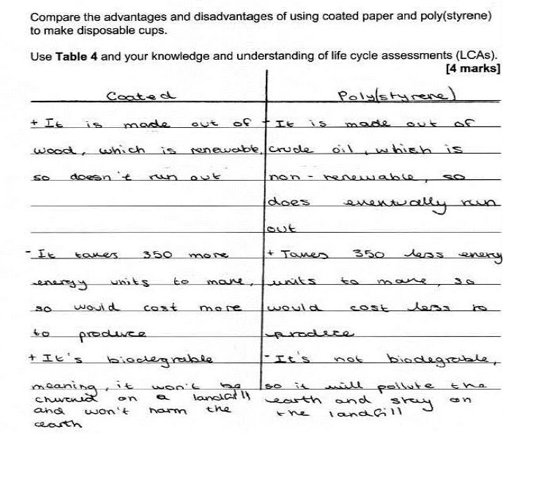 Compare the advantages and disadvantages of using coated paper and poly(styrene)
to make disposable cups.
Use Table 4 and your knowledge and understanding of life cycle assessments (LCAs).
[4 marks]
Coated
+ It is made out of
wood, which is renewable,
so doesn't run out
- It takes 350 more
energy units to make,
so would cost more
to produce
+ It's biodegrable
meaning, it won't be
on a landfill
and won't harm the
earth
Poly(styrene)
+ It is made out of
crude oil, which is
non-renewable, so
does eventually run
out
+ Takes 350 less energy
units to make, so
would cost less to
prodece
- It's not biodegrable,
so it will pollute the
earth and stay on
the landfill